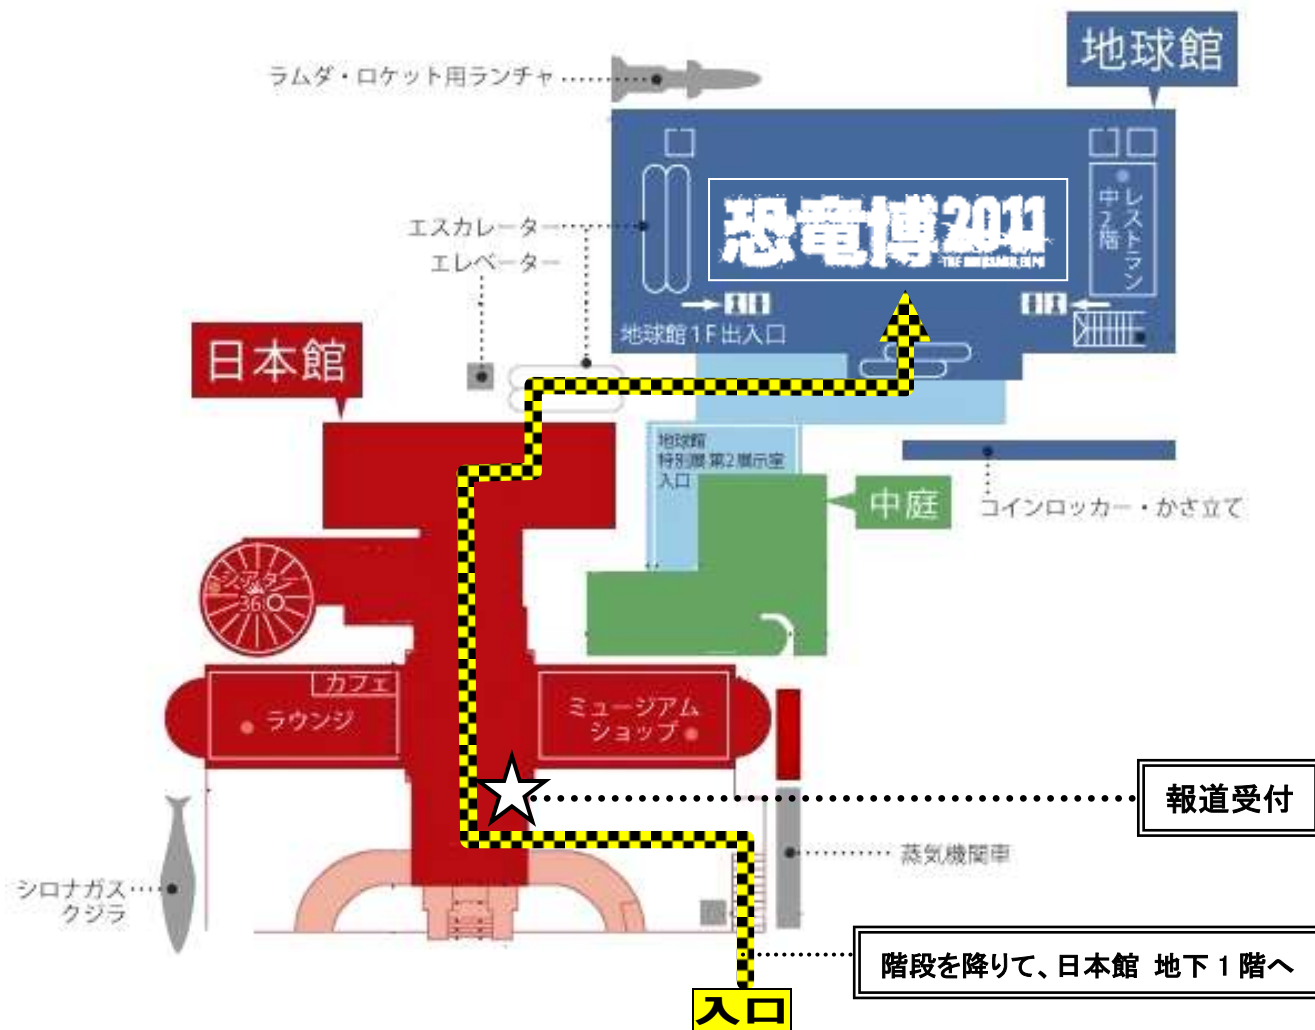 地球館
ラムダ・ロケット用ランチャ
恐竜博2011
THE DINOSAUR EXPO
レストラン
中2階
エスカレーター
エレベーター
地球館1F出入口
日本館
地球館
特別展 第2展示室
入口
中庭
コインロッカー・かさ立て
シアター
36○
カフェ
ラウンジ
ミュージアム
ショップ
報道受付
蒸気機関車
シロナガス
クジラ
階段を降りて、日本館 地下1階へ
入口